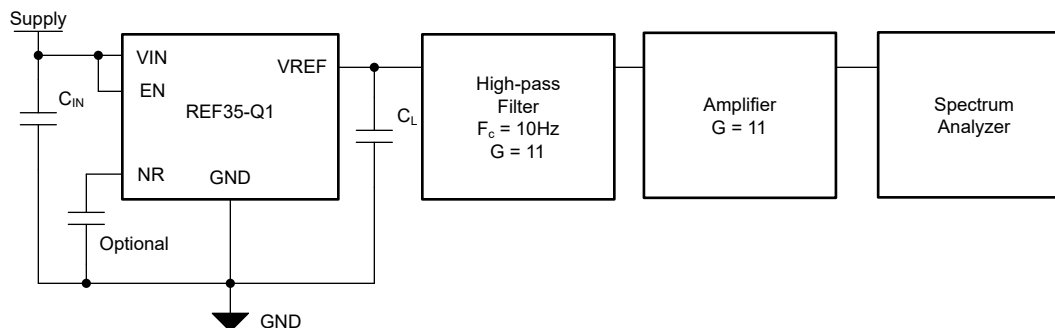 Supply
VIN
EN
C_IN
REF35-Q1
VREF
C_L
NR
GND
Optional
GND
High-pass
Filter
F_c = 10Hz
G = 11
Amplifier
G = 11
Spectrum
Analyzer